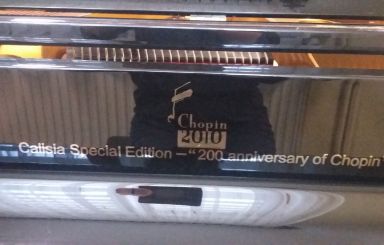 Chopin
2010
Calisia Special Edition – "200 anniversary of Chopin"